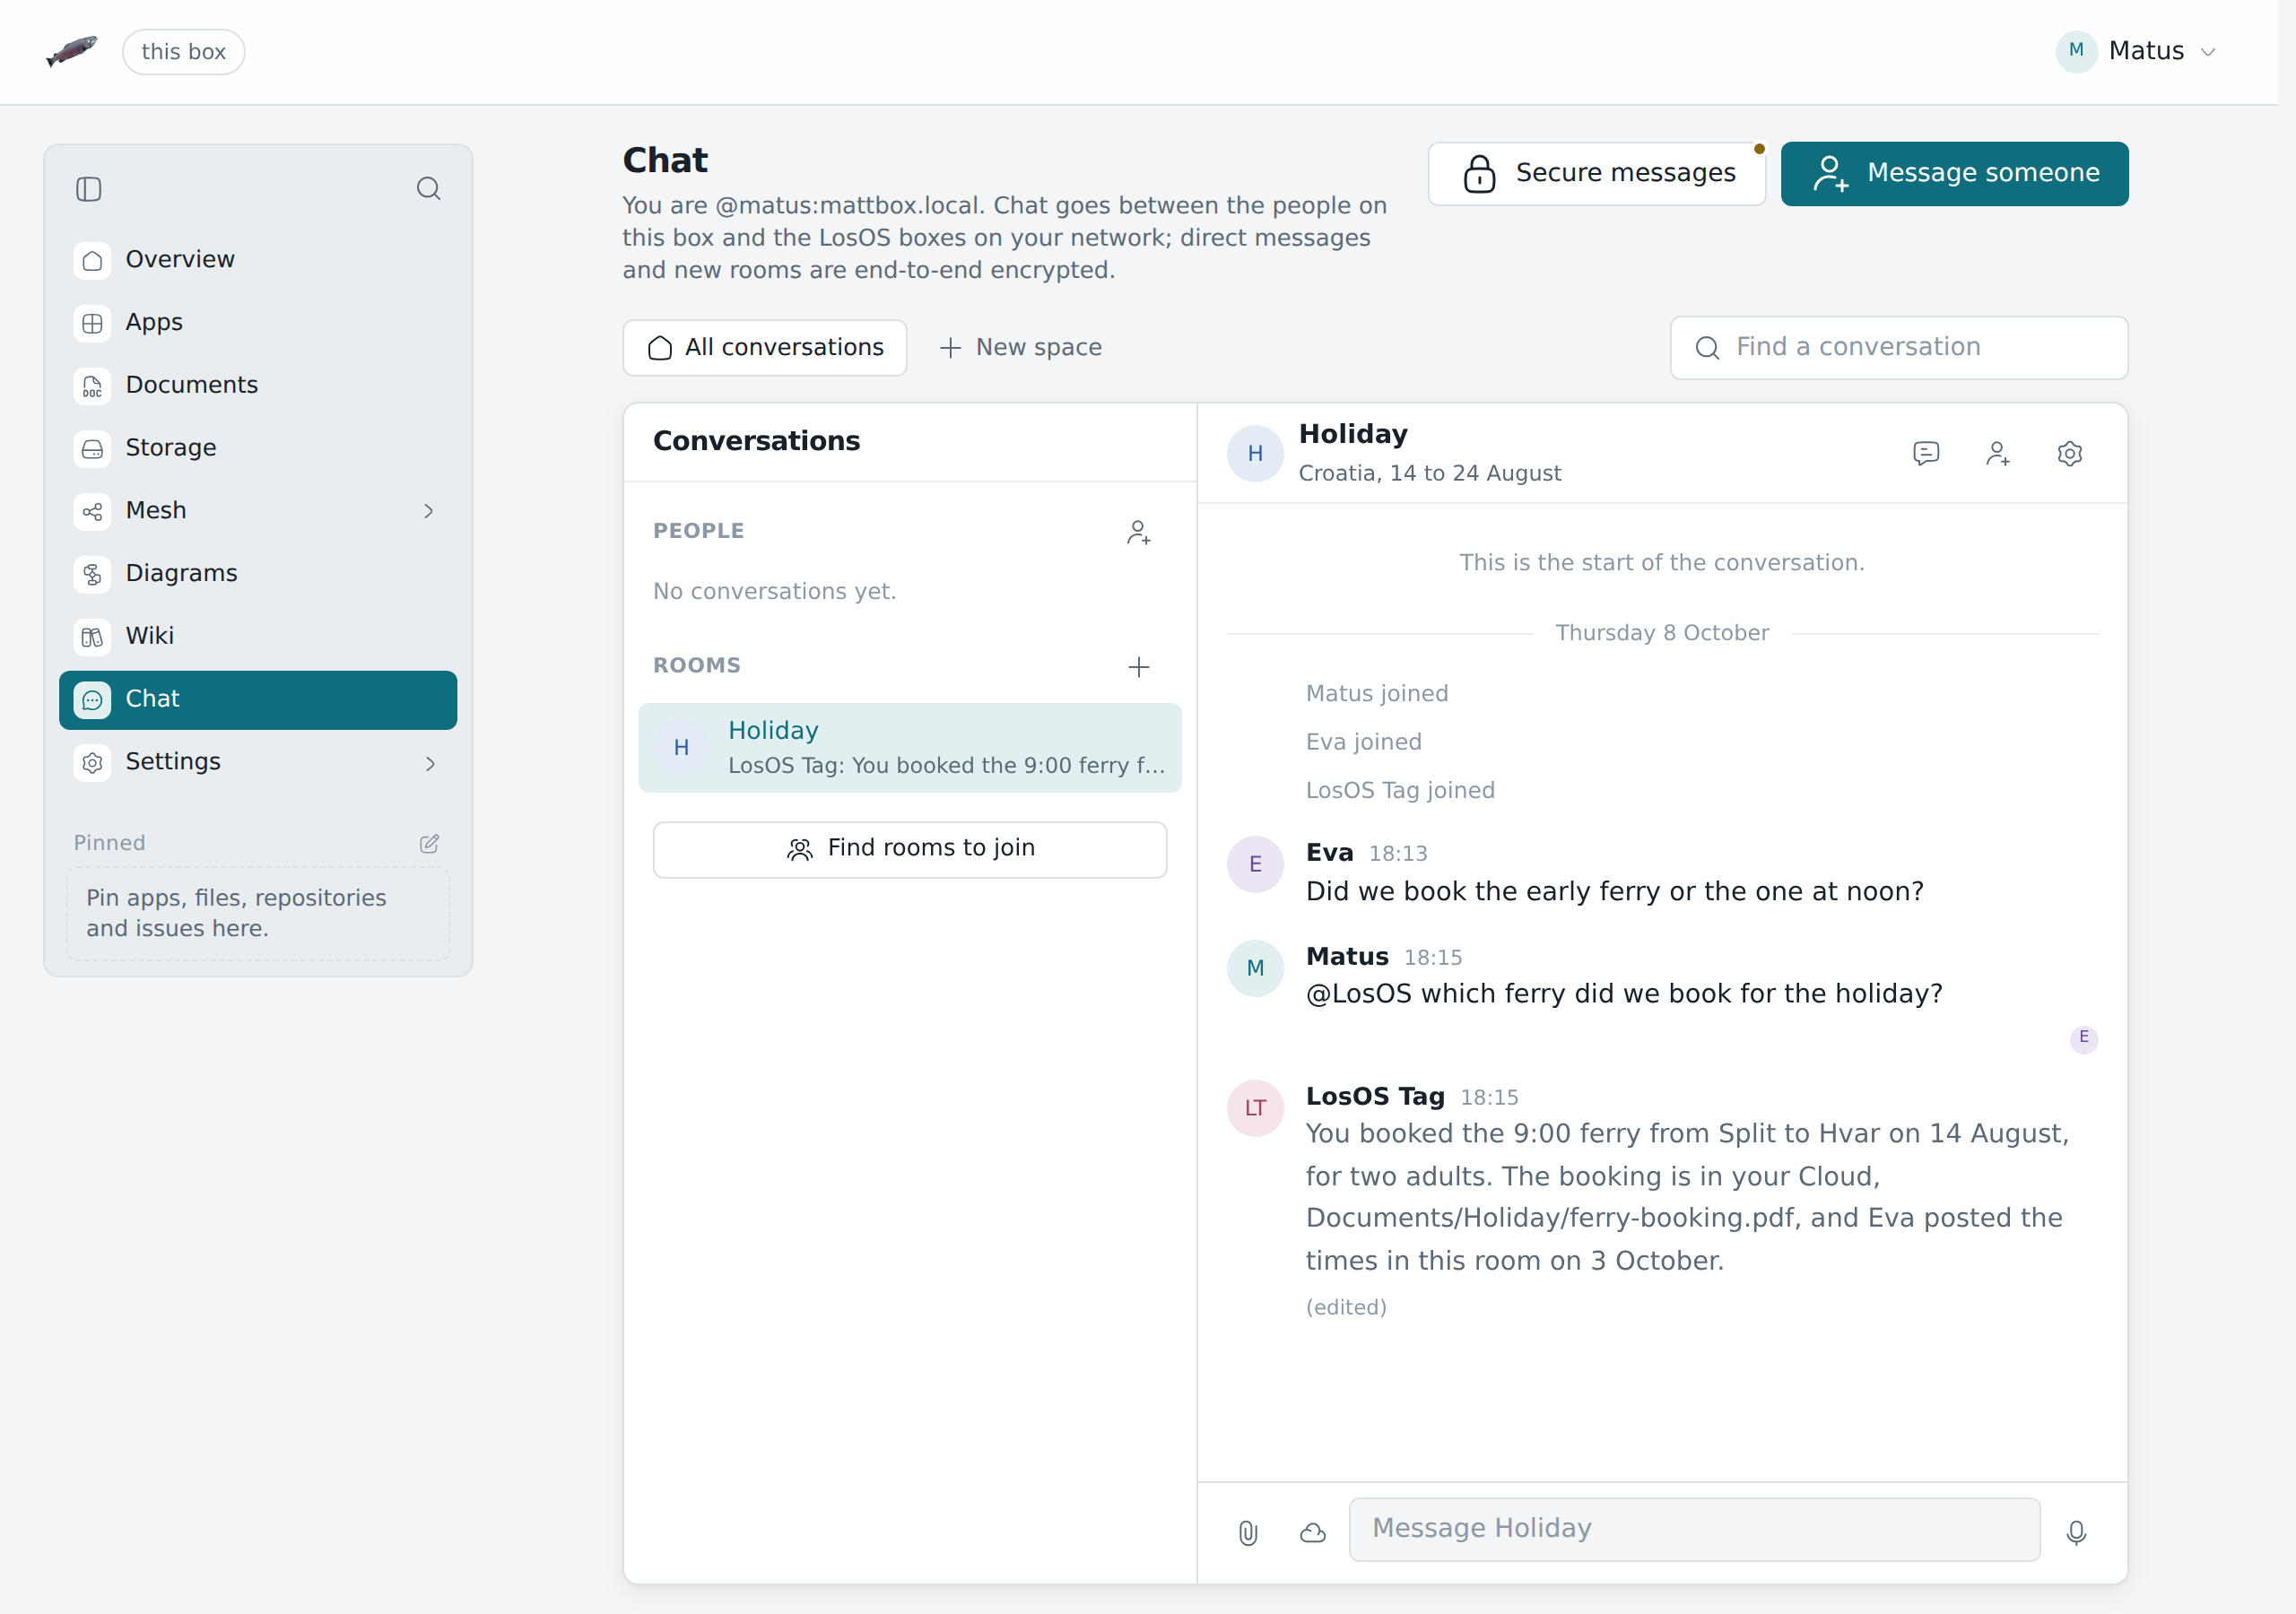 this box
M Matus
Overview
Apps
Documents
DOC
Storage
Mesh
Diagrams
Wiki
Chat
Settings
Pinned
Pin apps, files, repositories
and issues here.
Chat
You are @matus:mattbox.local. Chat goes between the people on
this box and the LosOS boxes on your network; direct messages
and new rooms are end-to-end encrypted.
Secure messages
Message someone
All conversations
New space
Find a conversation
Conversations
PEOPLE
No conversations yet.
ROOMS
H
Holiday
LosOS Tag: You booked the 9:00 ferry f…
Find rooms to join
H
Holiday
Croatia, 14 to 24 August
This is the start of the conversation.
Thursday 8 October
Matus joined
Eva joined
LosOS Tag joined
E
Eva 18:13
Did we book the early ferry or the one at noon?
M
Matus 18:15
@LosOS which ferry did we book for the holiday?
E
LT
LosOS Tag 18:15
You booked the 9:00 ferry from Split to Hvar on 14 August,
for two adults. The booking is in your Cloud,
Documents/Holiday/ferry-booking.pdf, and Eva posted the
times in this room on 3 October.
(edited)
Message Holiday